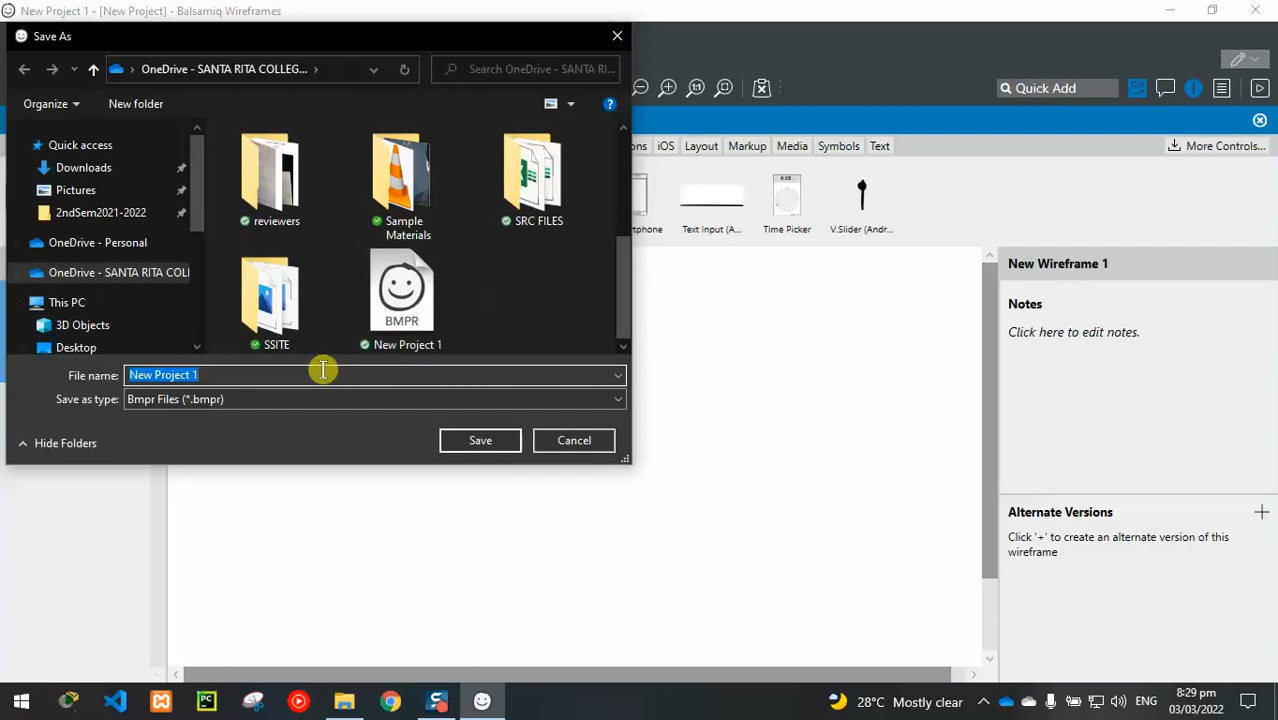 New Project 1 - [New Project] - Balsamiq Wireframes
Save As
OneDrive - SANTA RITA COLLEG...
Search OneDrive - SANTA RI...
Organize
New folder
Quick Add
ons
iOS
Layout
Markup
Media
Symbols
Text
More Controls...
Quick access
Downloads
Pictures
2ndSem2021-2022
OneDrive - Personal
OneDrive - SANTA RITA COLL
This PC
3D Objects
Desktop
reviewers
Sample
Materials
SRC FILES
SSITE
BMPR
New Project 1
phone
Text Input (A...
8:28
Time Picker
V.Slider (Andr...
File name:
New Project 1
Save as type:
Bmpr Files (*.bmpr)
Hide Folders
Save
Cancel
New Wireframe 1
Notes
Click here to edit notes.
Alternate Versions
Click '+' to create an alternate version of this
wireframe
28°C Mostly clear
ENG
8:29 pm
03/03/2022